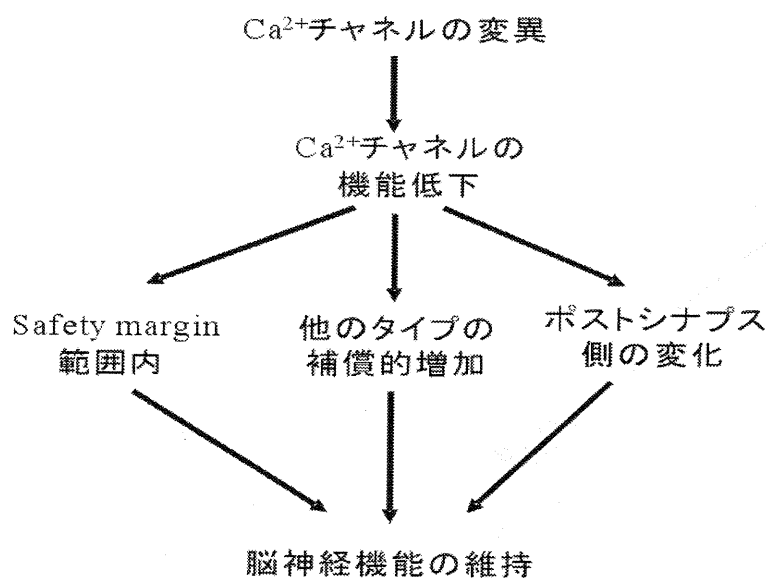 Ca²⁺チャネルの変異
Ca²⁺チャネルの
機能低下
Safety margin
範囲内
他のタイプの
補償的増加
ポストシナプス
側の変化
脳神経機能の維持